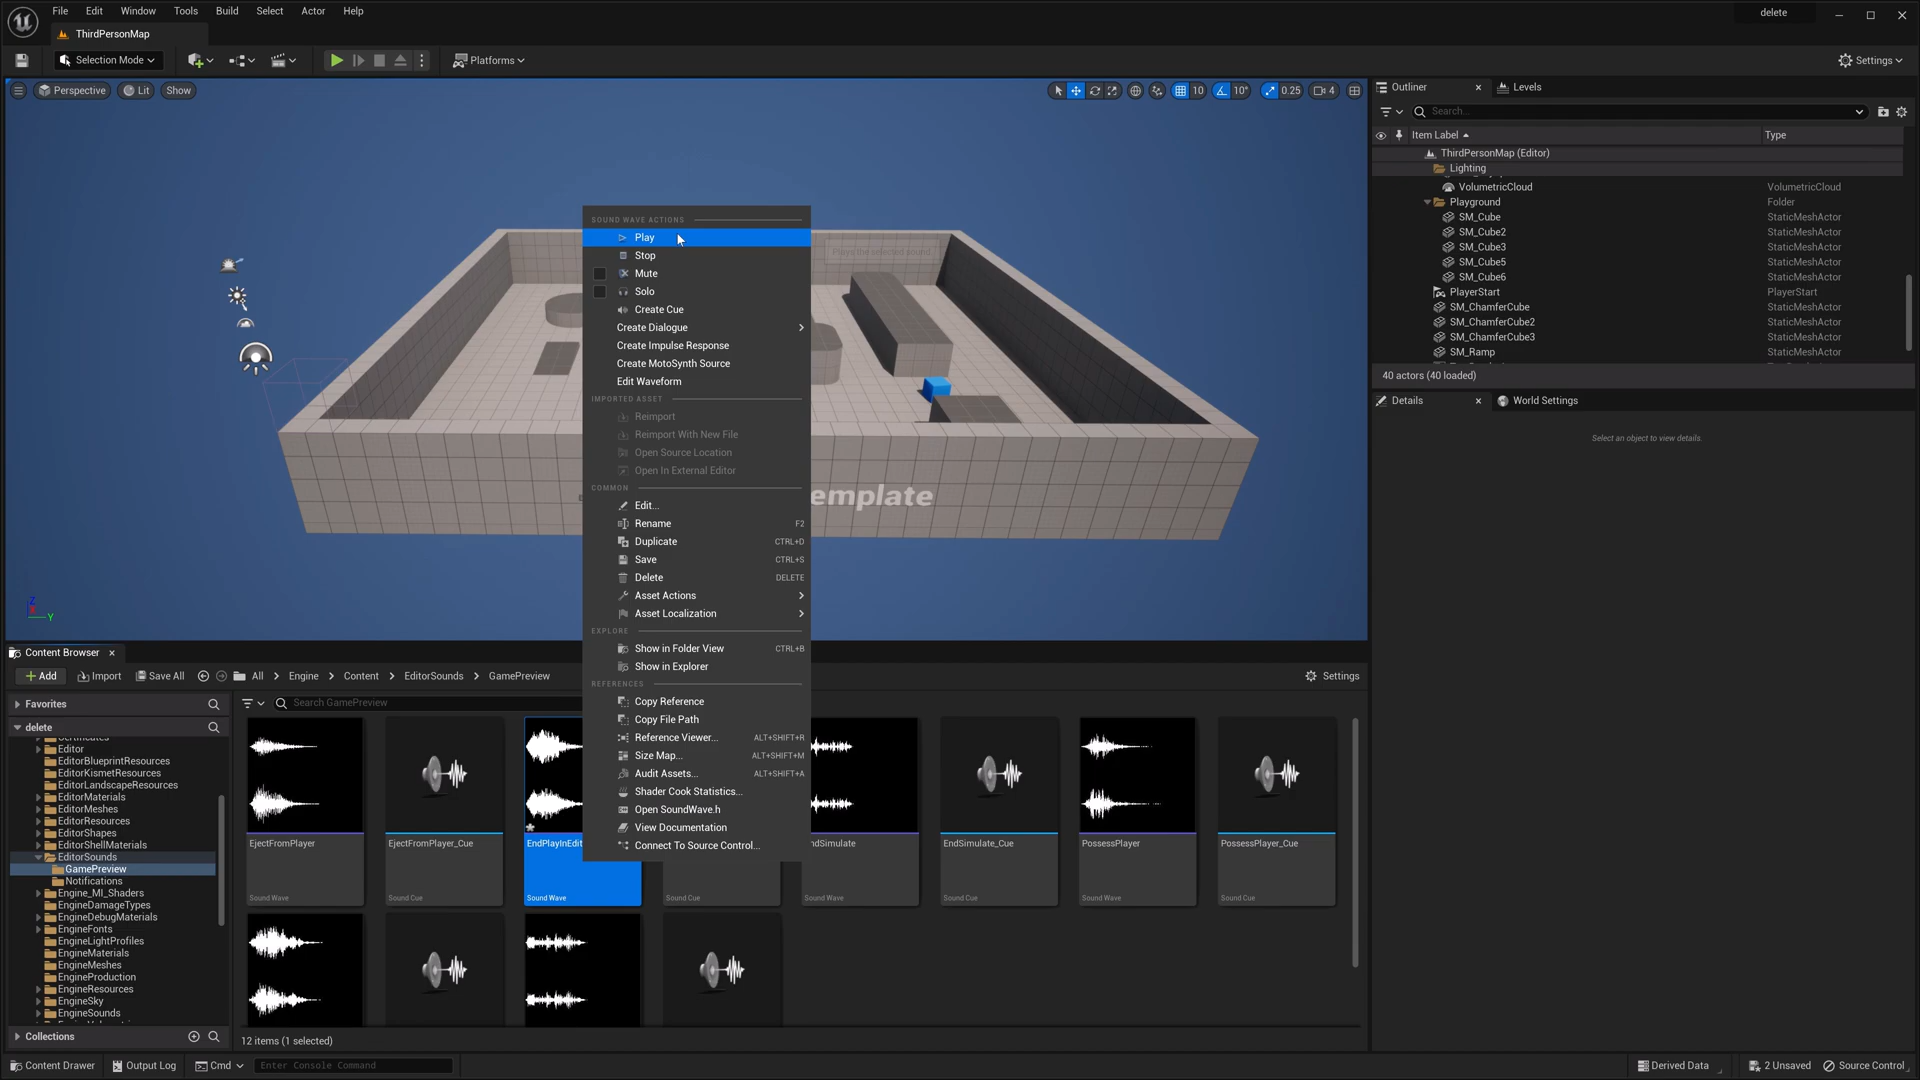 File Edit Window Tools Build Select Actor Help
delete
ThirdPersonMap
Selection Mode
Platforms
Settings
Perspective Lit Show
10 10° 0.25 4
Outliner Levels
Search...
Item Label Type
ThirdPersonMap (Editor)
Lighting
VolumetricCloud VolumetricCloud
Playground Folder
SM_Cube StaticMeshActor
SM_Cube2 StaticMeshActor
SM_Cube3 StaticMeshActor
SM_Cube5 StaticMeshActor
SM_Cube6 StaticMeshActor
PlayerStart PlayerStart
SM_ChamferCube StaticMeshActor
SM_ChamferCube2 StaticMeshActor
SM_ChamferCube3 StaticMeshActor
SM_Ramp StaticMeshActor
40 actors (40 loaded)
Details World Settings
Select an object to view details.
SOUND WAVE ACTIONS
Play
Plays the selected sound
Stop
Mute
Solo
Create Cue
Create Dialogue
Create Impulse Response
Create MotoSynth Source
Edit Waveform
IMPORTED ASSET
Reimport
Reimport With New File
Open Source Location
Open In External Editor
COMMON
Edit...
Rename F2
Duplicate CTRL+D
Save CTRL+S
Delete DELETE
Asset Actions
Asset Localization
EXPLORE
Show in Folder View CTRL+B
Show in Explorer
REFERENCES
Copy Reference
Copy File Path
Reference Viewer... ALT+SHIFT+R
Size Map... ALT+SHIFT+M
Audit Assets... ALT+SHIFT+A
Shader Cook Statistics...
Open SoundWave.h
View Documentation
Connect To Source Control...
emplate
Z
Y
Content Browser
Add Import Save All All Engine Content EditorSounds GamePreview Settings
Favorites
Search GamePreview
delete
Editor
EditorBlueprintResources
EditorKismetResources
EditorLandscapeResources
EditorMaterials
EditorMeshes
EditorResources
EditorShapes
EditorShellMaterials
EditorSounds
GamePreview
Notifications
Engine_MI_Shaders
EngineDamageTypes
EngineDebugMaterials
EngineFonts
EngineLightProfiles
EngineMaterials
EngineMeshes
EngineProduction
EngineResources
EngineSky
EngineSounds
Collections
EjectFromPlayer
Sound Wave
EjectFromPlayer_Cue
Sound Cue
EndPlayInEdit
Sound Wave
Sound Cue
ndSimulate
Sound Wave
EndSimulate_Cue
Sound Cue
PossessPlayer
Sound Wave
PossessPlayer_Cue
Sound Cue
12 items (1 selected)
Content Drawer Output Log Cmd Enter Console Command
Derived Data 2 Unsaved Source Control